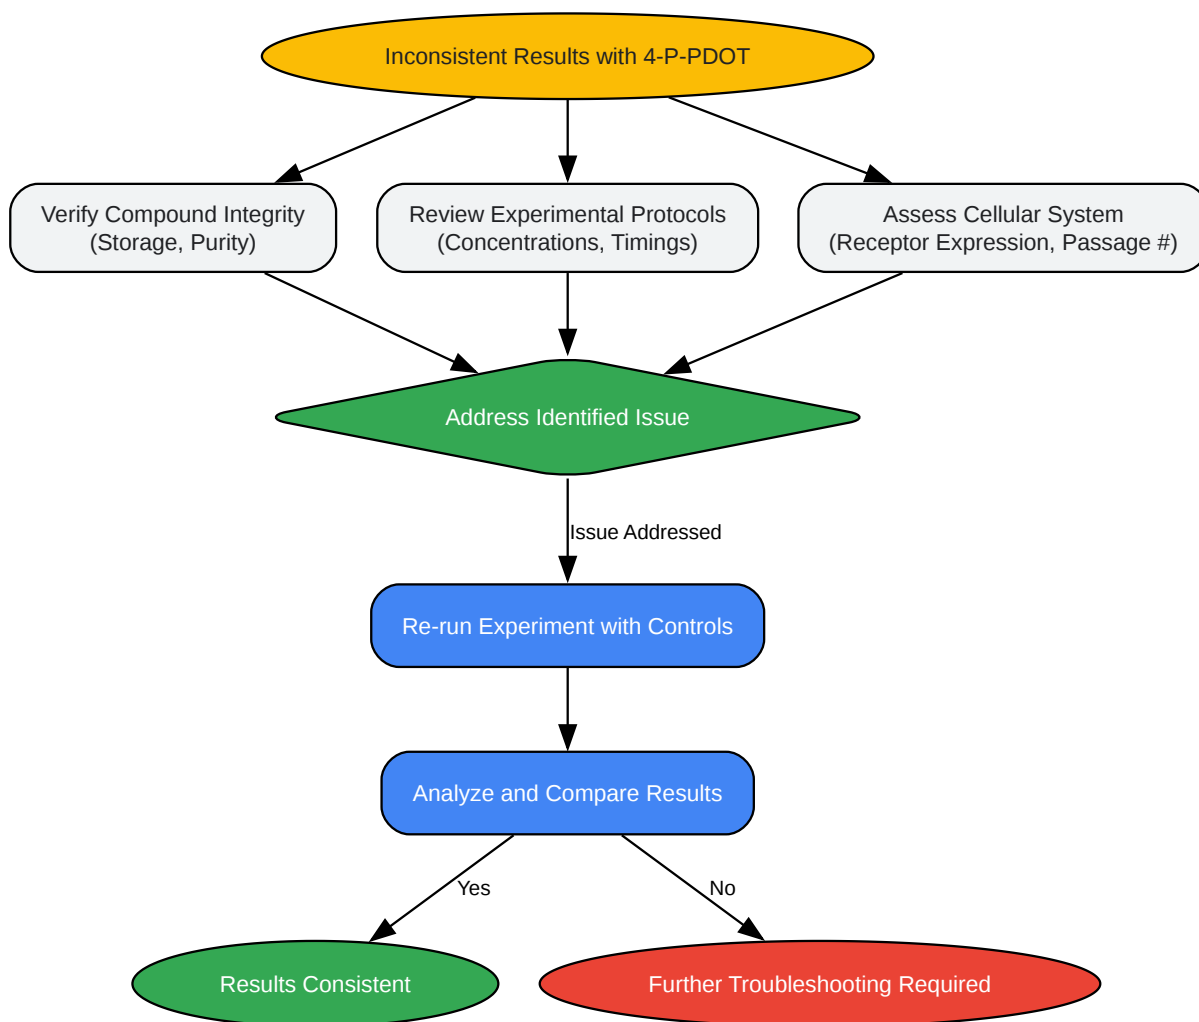 Inconsistent Results with 4-P-PDOT
Verify Compound Integrity
(Storage, Purity)
Review Experimental Protocols
(Concentrations, Timings)
Assess Cellular System
(Receptor Expression, Passage #)
Address Identified Issue
Issue Addressed
Re-run Experiment with Controls
Analyze and Compare Results
Yes
No
Results Consistent
Further Troubleshooting Required